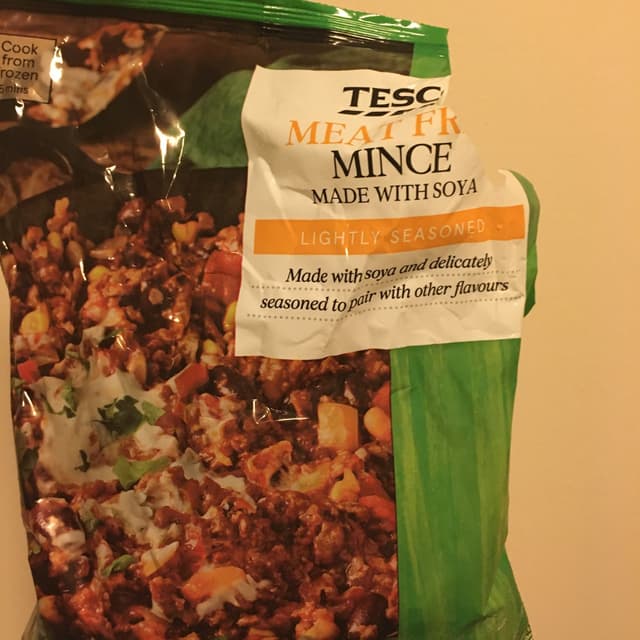 Cook
from
rozen
mins
TESC
MEAT FR
MINCE
MADE WITH SOYA
LIGHTLY SEASONED
Made with soya and delicately
seasoned to pair with other flavours